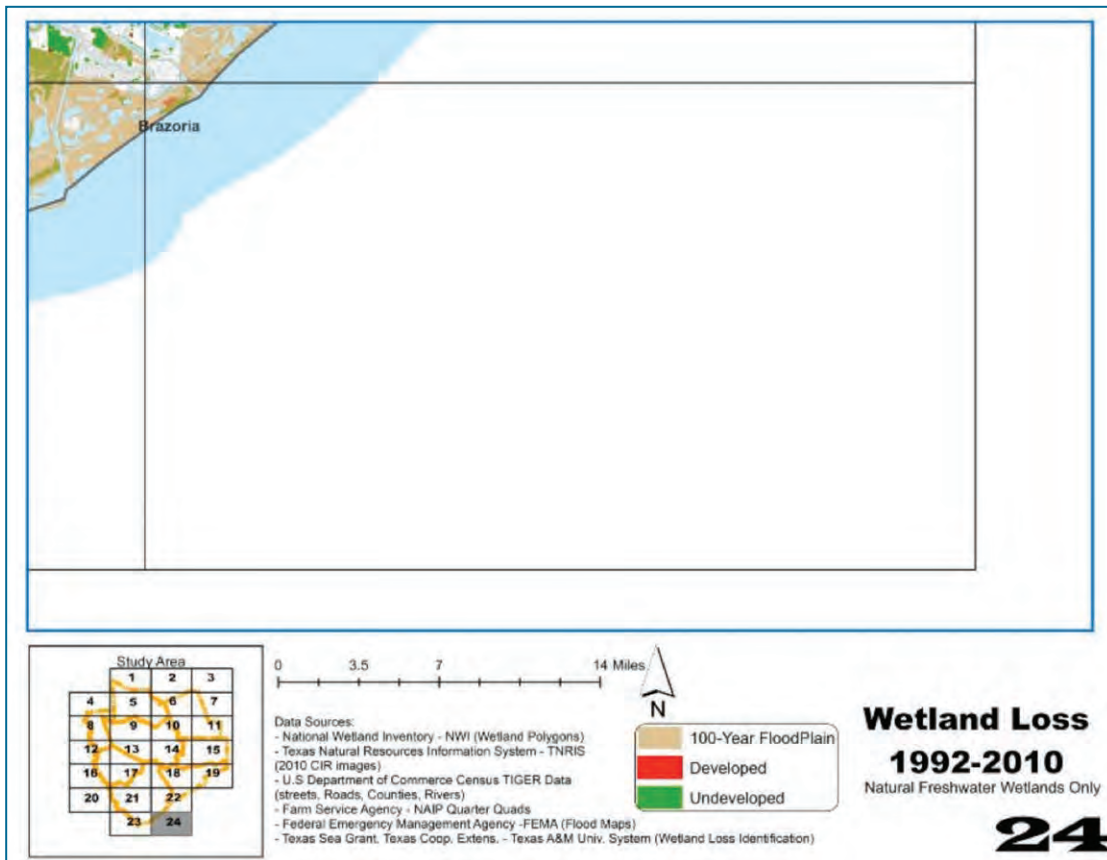 Brazoria
Study Area
1 2 3
4 5 6 7
8 9 10 11
12 13 14 15
16 17 18 19
20 21 22
23 24
0 3.5 7 14 Miles
N
Data Sources:
- National Wetland Inventory - NWI (Wetland Polygons)
- Texas Natural Resources Information System - TNRIS
(2010 CIR images)
- U.S Department of Commerce Census TIGER Data
(streets, Roads, Counties, Rivers)
- Farm Service Agency - NAIP Quarter Quads
- Federal Emergency Management Agency -FEMA (Flood Maps)
- Texas Sea Grant, Texas Coop. Extens. - Texas A&M Univ. System (Wetland Loss Identification)
100-Year FloodPlain
Developed
Undeveloped
Wetland Loss
1992-2010
Natural Freshwater Wetlands Only
24